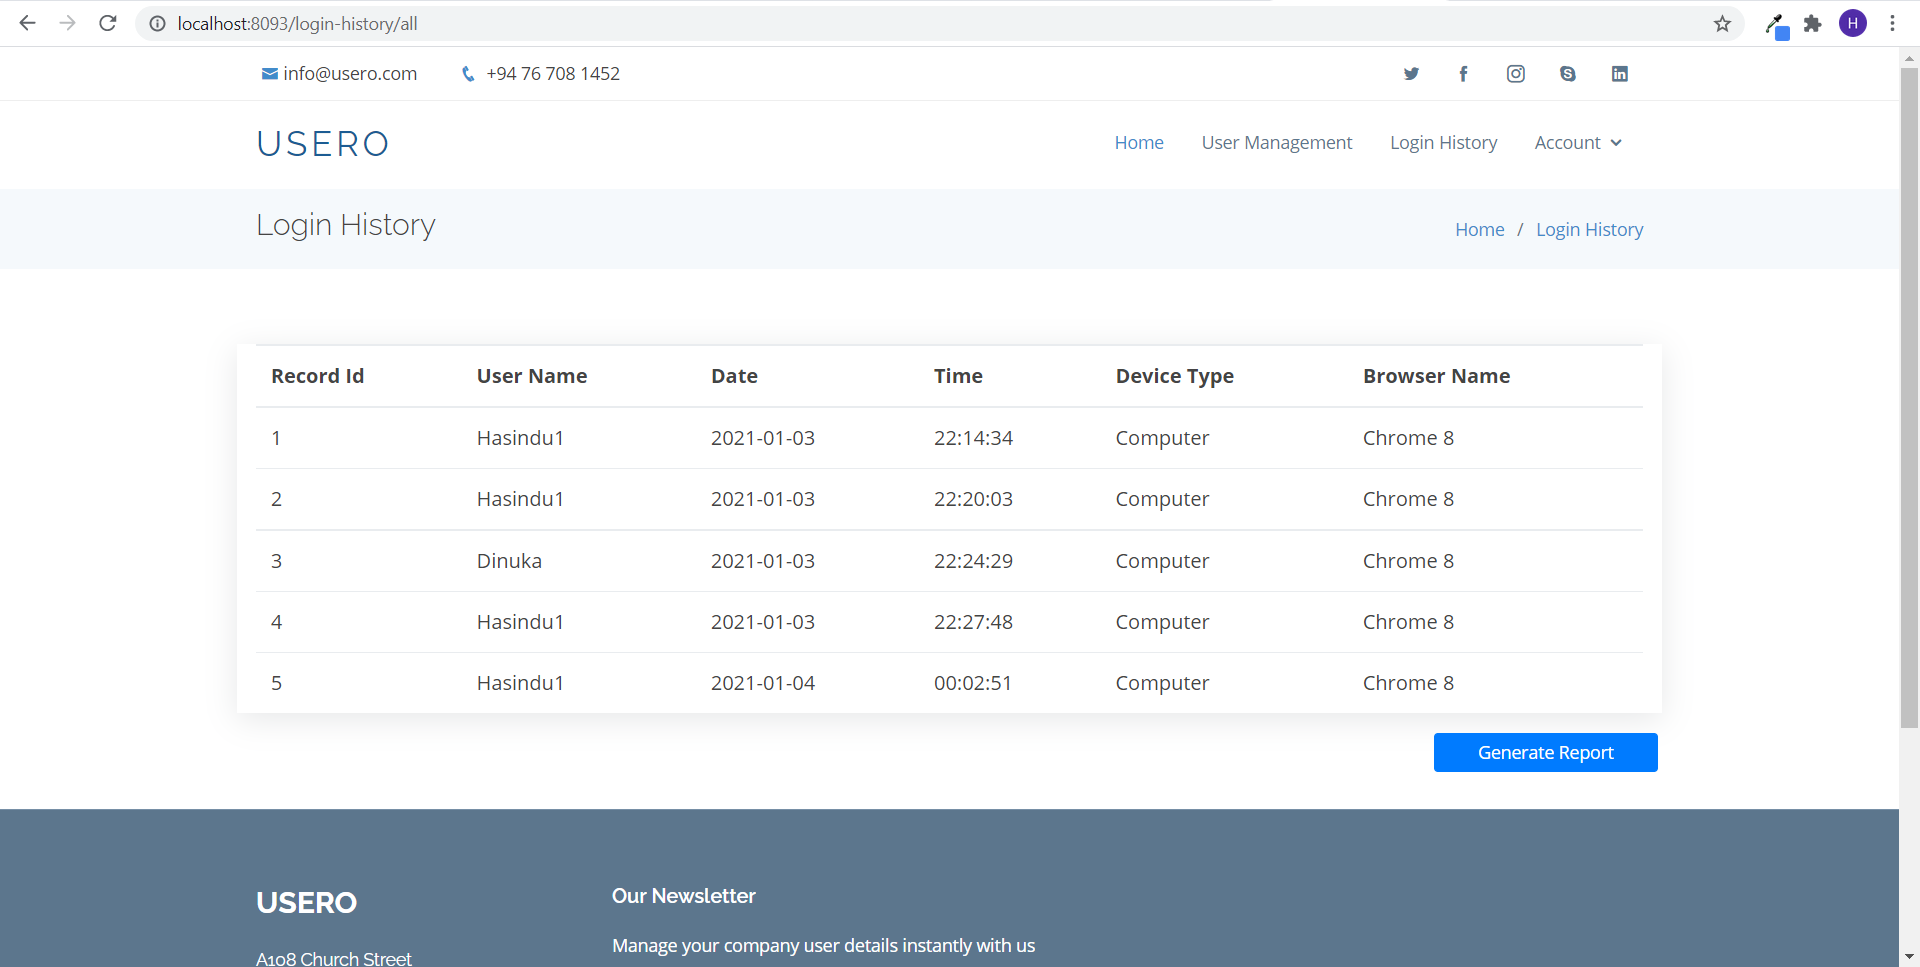 localhost:8093/login-history/all
H
info@usero.com +94 76 708 1452
USERO
Home User Management Login History Account
Login History
Home / Login History
Record Id User Name Date Time Device Type Browser Name
1 Hasindu1 2021-01-03 22:14:34 Computer Chrome 8
2 Hasindu1 2021-01-03 22:20:03 Computer Chrome 8
3 Dinuka 2021-01-03 22:24:29 Computer Chrome 8
4 Hasindu1 2021-01-03 22:27:48 Computer Chrome 8
5 Hasindu1 2021-01-04 00:02:51 Computer Chrome 8
Generate Report
USERO
Our Newsletter
Manage your company user details instantly with us
A108 Church Street